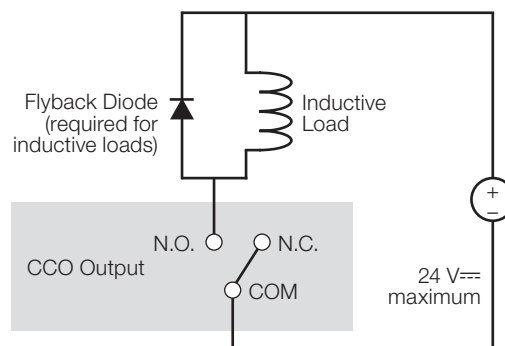 Flyback Diode
(required for
inductive loads)
Inductive
Load
+
–
N.O.
N.C.
CCO Output
COM
24 V⎓
maximum